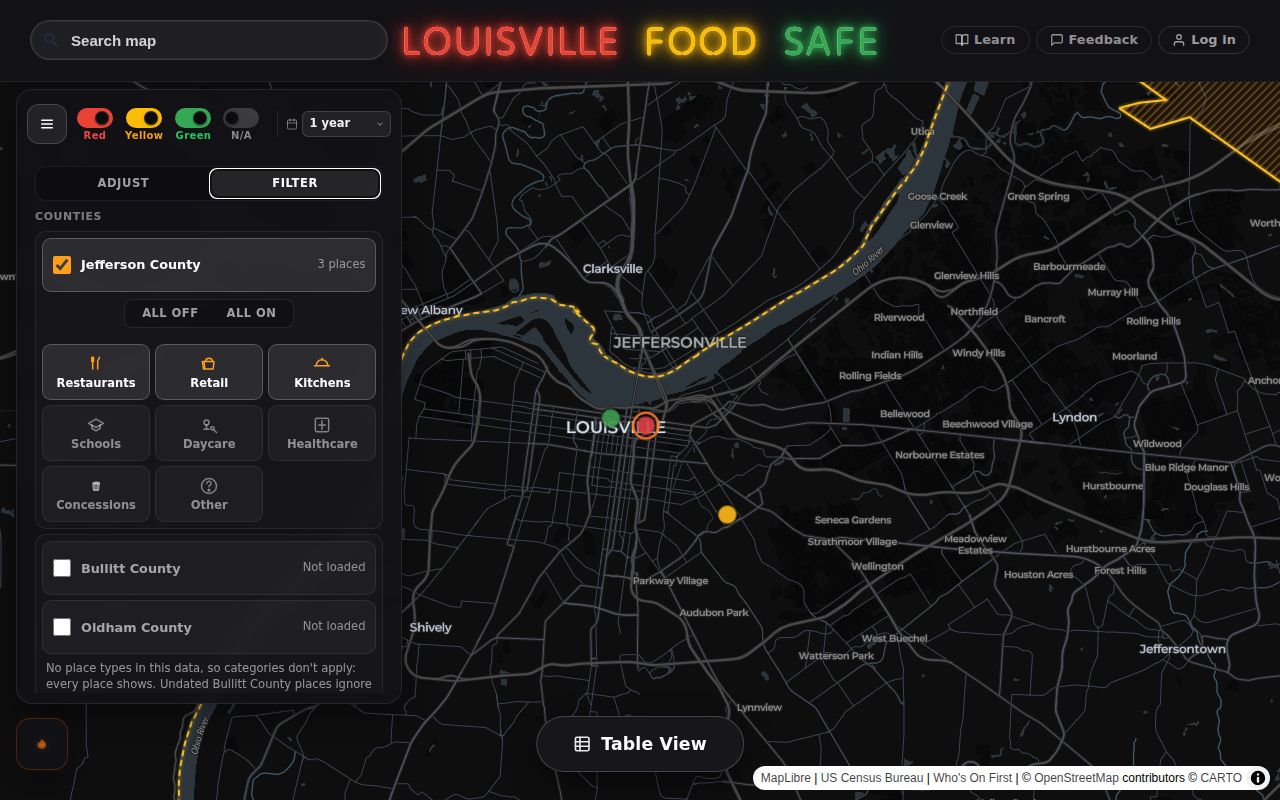 Search map
LOUISVILLE FOOD SAFE
Learn
Feedback
Log In
Red
Yellow
Green
N/A
1 year
ADJUST
FILTER
COUNTIES
Jefferson County
3 places
ALL OFF
ALL ON
Restaurants
Retail
Kitchens
Schools
Daycare
Healthcare
Concessions
Other
Bullitt County
Not loaded
Oldham County
Not loaded
No place types in this data, so categories don't apply:
every place shows. Undated Bullitt County places ignore
Utica
Goose Creek
Green Spring
Glenview
Worth
Ohio River
Clarksville
Glenview Hills
Barbourmeade
Murray Hill
ew Albany
Riverwood
Northfield
Bancroft
Rolling Hills
JEFFERSONVILLE
Indian Hills
Windy Hills
Moorland
Rolling Fields
Ancho
Bellewood
Beechwood Village
Lyndon
LOUISVILLE
Wildwood
Norbourne Estates
Blue Ridge Manor
Hurstbourne
Douglass Hills
Wo
Seneca Gardens
Strathmoor Village
Meadowview
Estates
Hurstbourne Acres
Wellington
Houston Acres
Forest Hills
Parkway Village
Audubon Park
Shively
West Buechel
Watterson Park
Jeffersontown
Lynnview
Ohio River
wn
Table View
MapLibre | US Census Bureau | Who's On First | © OpenStreetMap contributors © CARTO